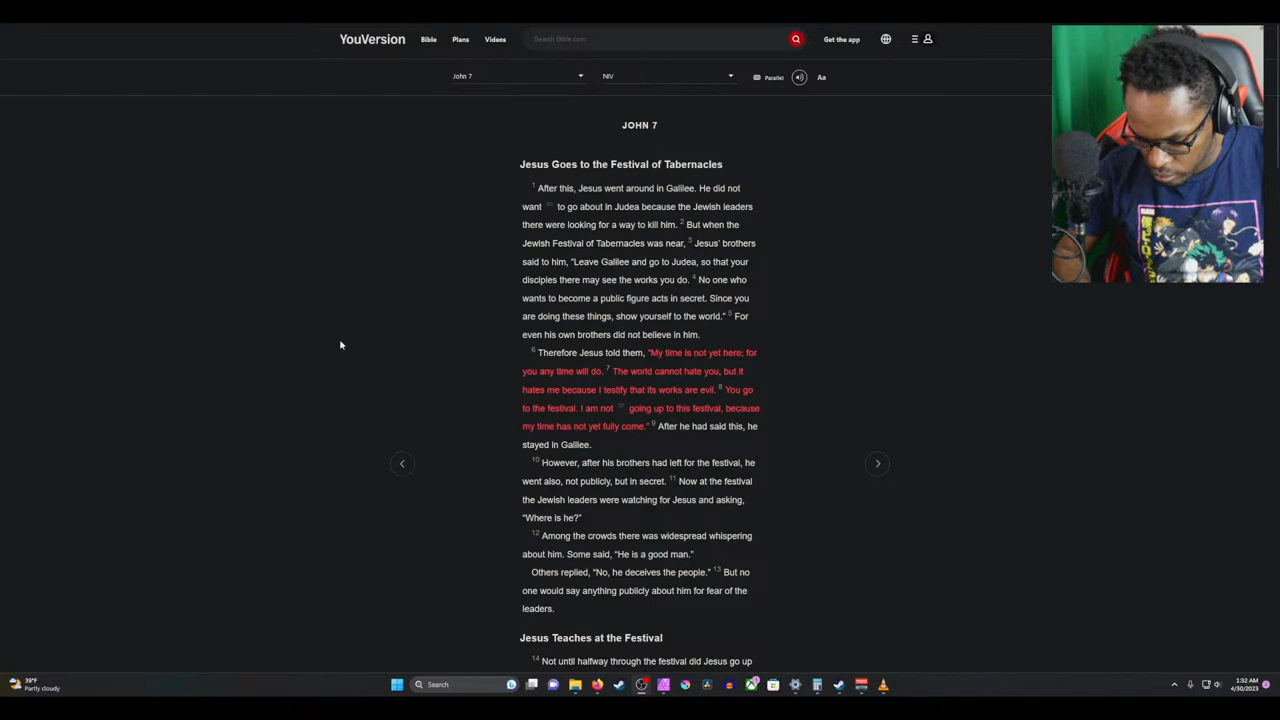 YouVersion Bible Plans Videos Search Bible.com Get the app
John 7 NIV Parallel Aa
JOHN 7
Jesus Goes to the Festival of Tabernacles
1 After this, Jesus went around in Galilee. He did not
want to go about in Judea because the Jewish leaders
there were looking for a way to kill him. 2 But when the
Jewish Festival of Tabernacles was near, 3 Jesus' brothers
said to him, “Leave Galilee and go to Judea, so that your
disciples there may see the works you do. 4 No one who
wants to become a public figure acts in secret. Since you
are doing these things, show yourself to the world.” 5 For
even his own brothers did not believe in him.
6 Therefore Jesus told them, “My time is not yet here; for
you any time will do. 7 The world cannot hate you, but it
hates me because I testify that its works are evil. 8 You go
to the festival. I am not going up to this festival, because
my time has not yet fully come.” 9 After he had said this, he
stayed in Galilee.
10 However, after his brothers had left for the festival, he
went also, not publicly, but in secret. 11 Now at the festival
the Jewish leaders were watching for Jesus and asking,
“Where is he?”
12 Among the crowds there was widespread whispering
about him. Some said, “He is a good man.”
Others replied, “No, he deceives the people.” 13 But no
one would say anything publicly about him for fear of the
leaders.
Jesus Teaches at the Festival
14 Not until halfway through the festival did Jesus go up
39°F
Partly cloudy
Search
1:32 AM
4/30/2023